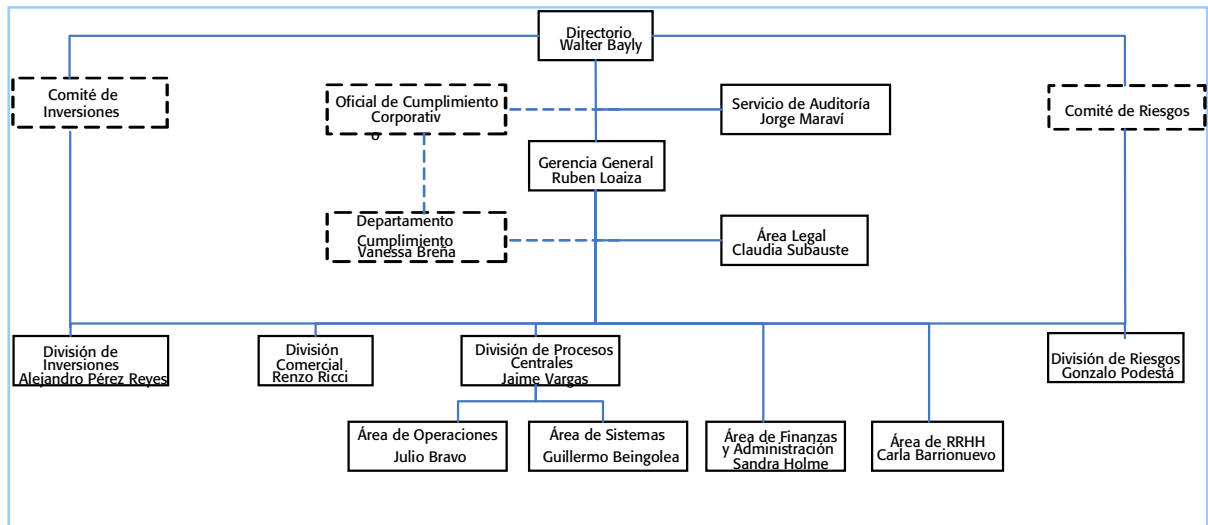 Directorio
Walter Bayly
Comité de
Inversiones
Oficial de Cumplimiento
Corporativ
o
Servicio de Auditoría
Jorge Maraví
Comité de Riesgos
Gerencia General
Ruben Loaiza
Departamento
Cumplimiento
Vanessa Breña
Área Legal
Claudia Subauste
División de
Inversiones
Alejandro Pérez Reyes
División
Comercial
Renzo Ricci
División de Procesos
Centrales
Jaime Vargas
División de Riesgos
Gonzalo Podestá
Área de Operaciones
Julio Bravo
Área de Sistemas
Guillermo Beingolea
Área de Finanzas
y Administración
Sandra Holme
Área de RRHH
Carla Barrionuevo